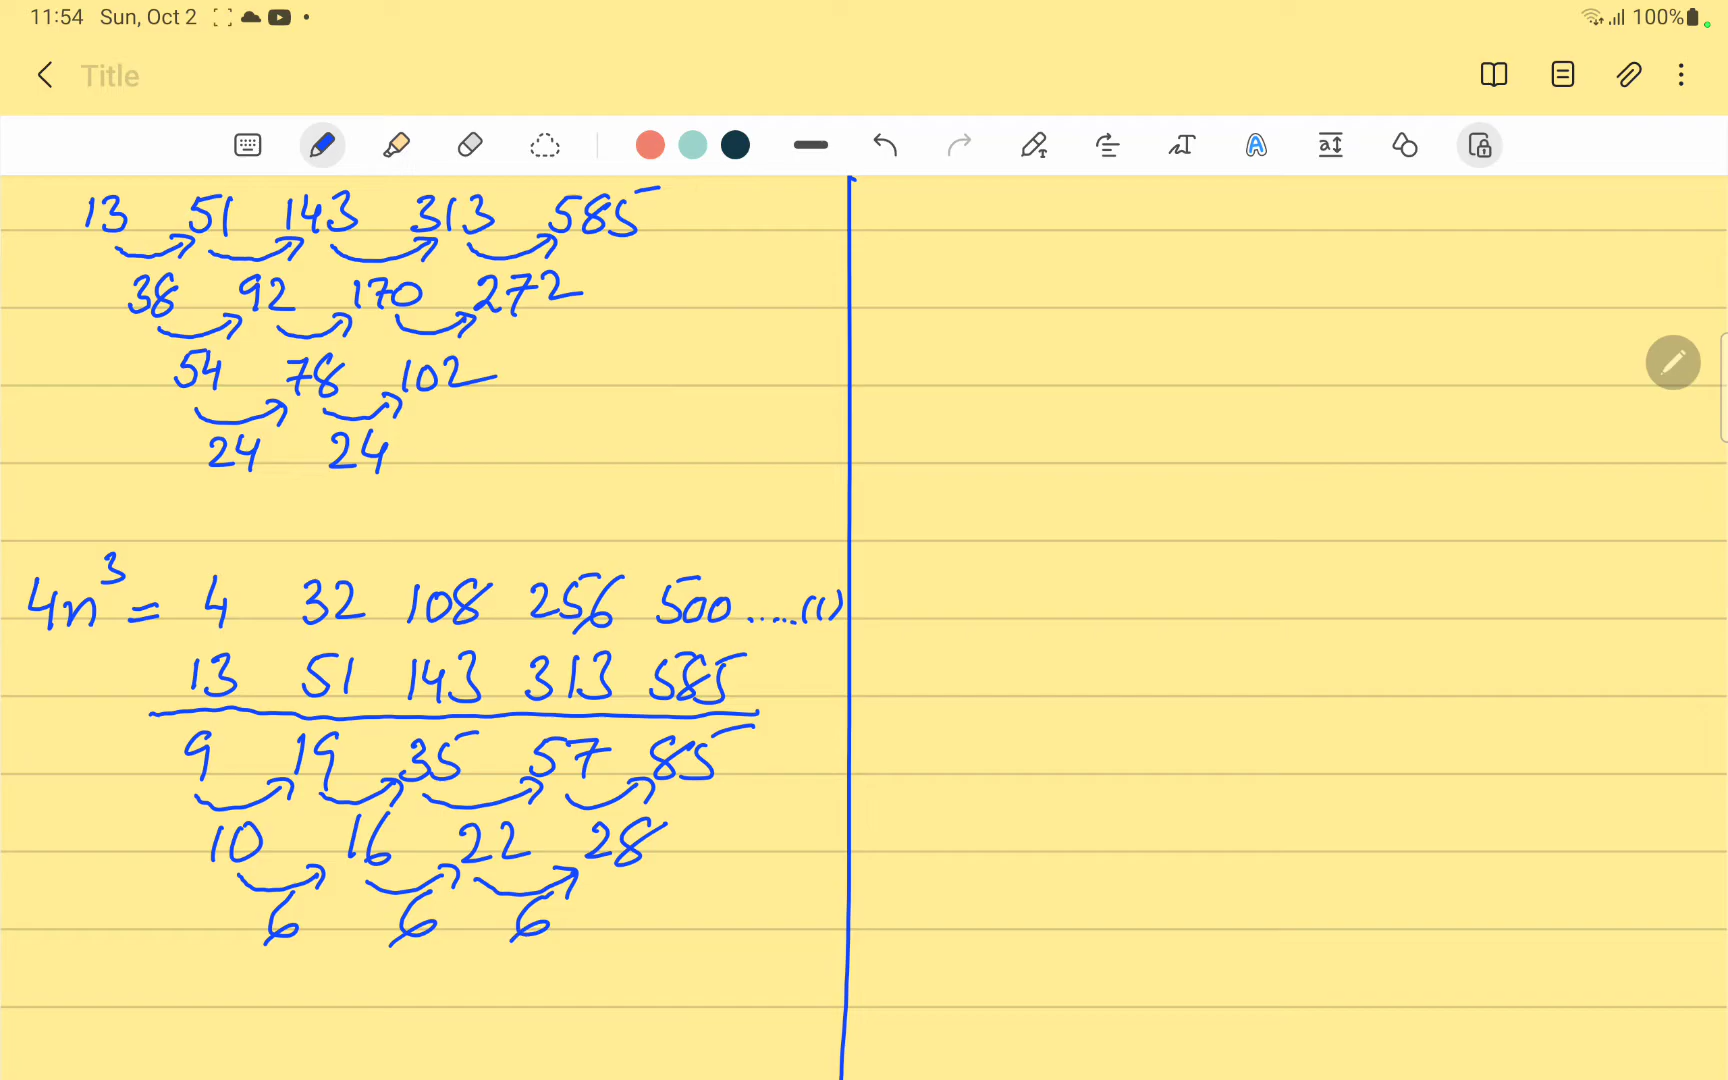 11:54 Sun, Oct 2 100%
Title
13 51 143 313 585
38 92 170 272
54 78 102
24 24
4n³ = 4 32 108 256 500 .....(1)
13 51 143 313 585
9 19 35 57 85
10 16 22 28
6 6 6